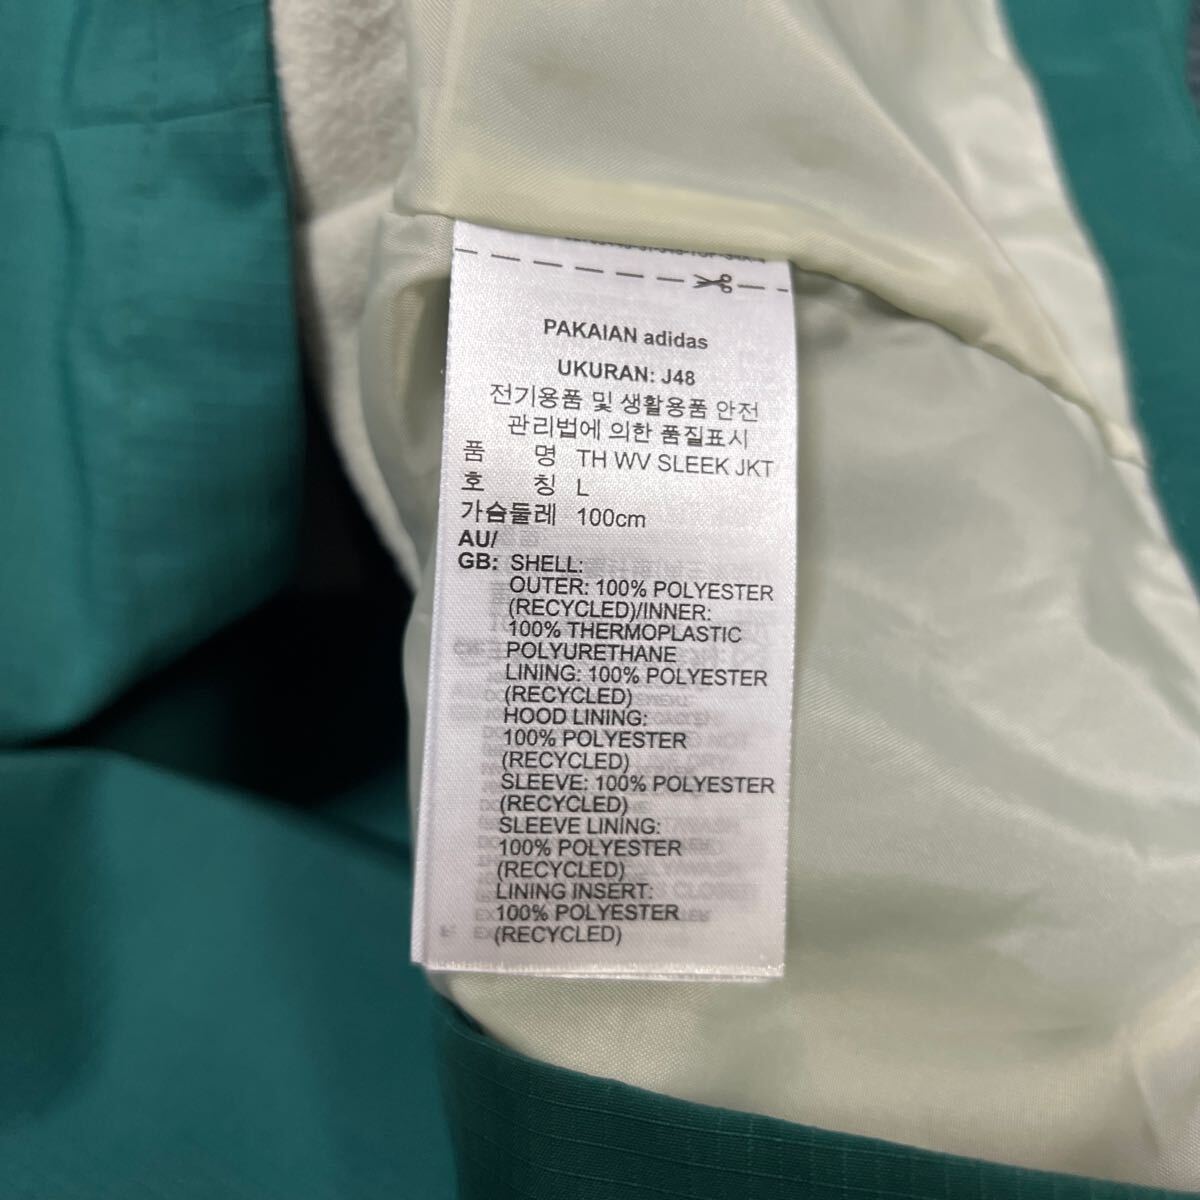 PAKAIAN adidas
UKURAN: J48
전기용품 및 생활용품 안전
관리법에 의한 품질표시
품 명 TH WV SLEEK JKT
호 칭 L
가슴둘레 100cm
AU/
GB: SHELL:
OUTER: 100% POLYESTER
(RECYCLED)/INNER:
100% THERMOPLASTIC
POLYURETHANE
LINING: 100% POLYESTER
(RECYCLED)
HOOD LINING:
100% POLYESTER
(RECYCLED)
SLEEVE: 100% POLYESTER
(RECYCLED)
SLEEVE LINING:
100% POLYESTER
(RECYCLED)
LINING INSERT:
100% POLYESTER
(RECYCLED)